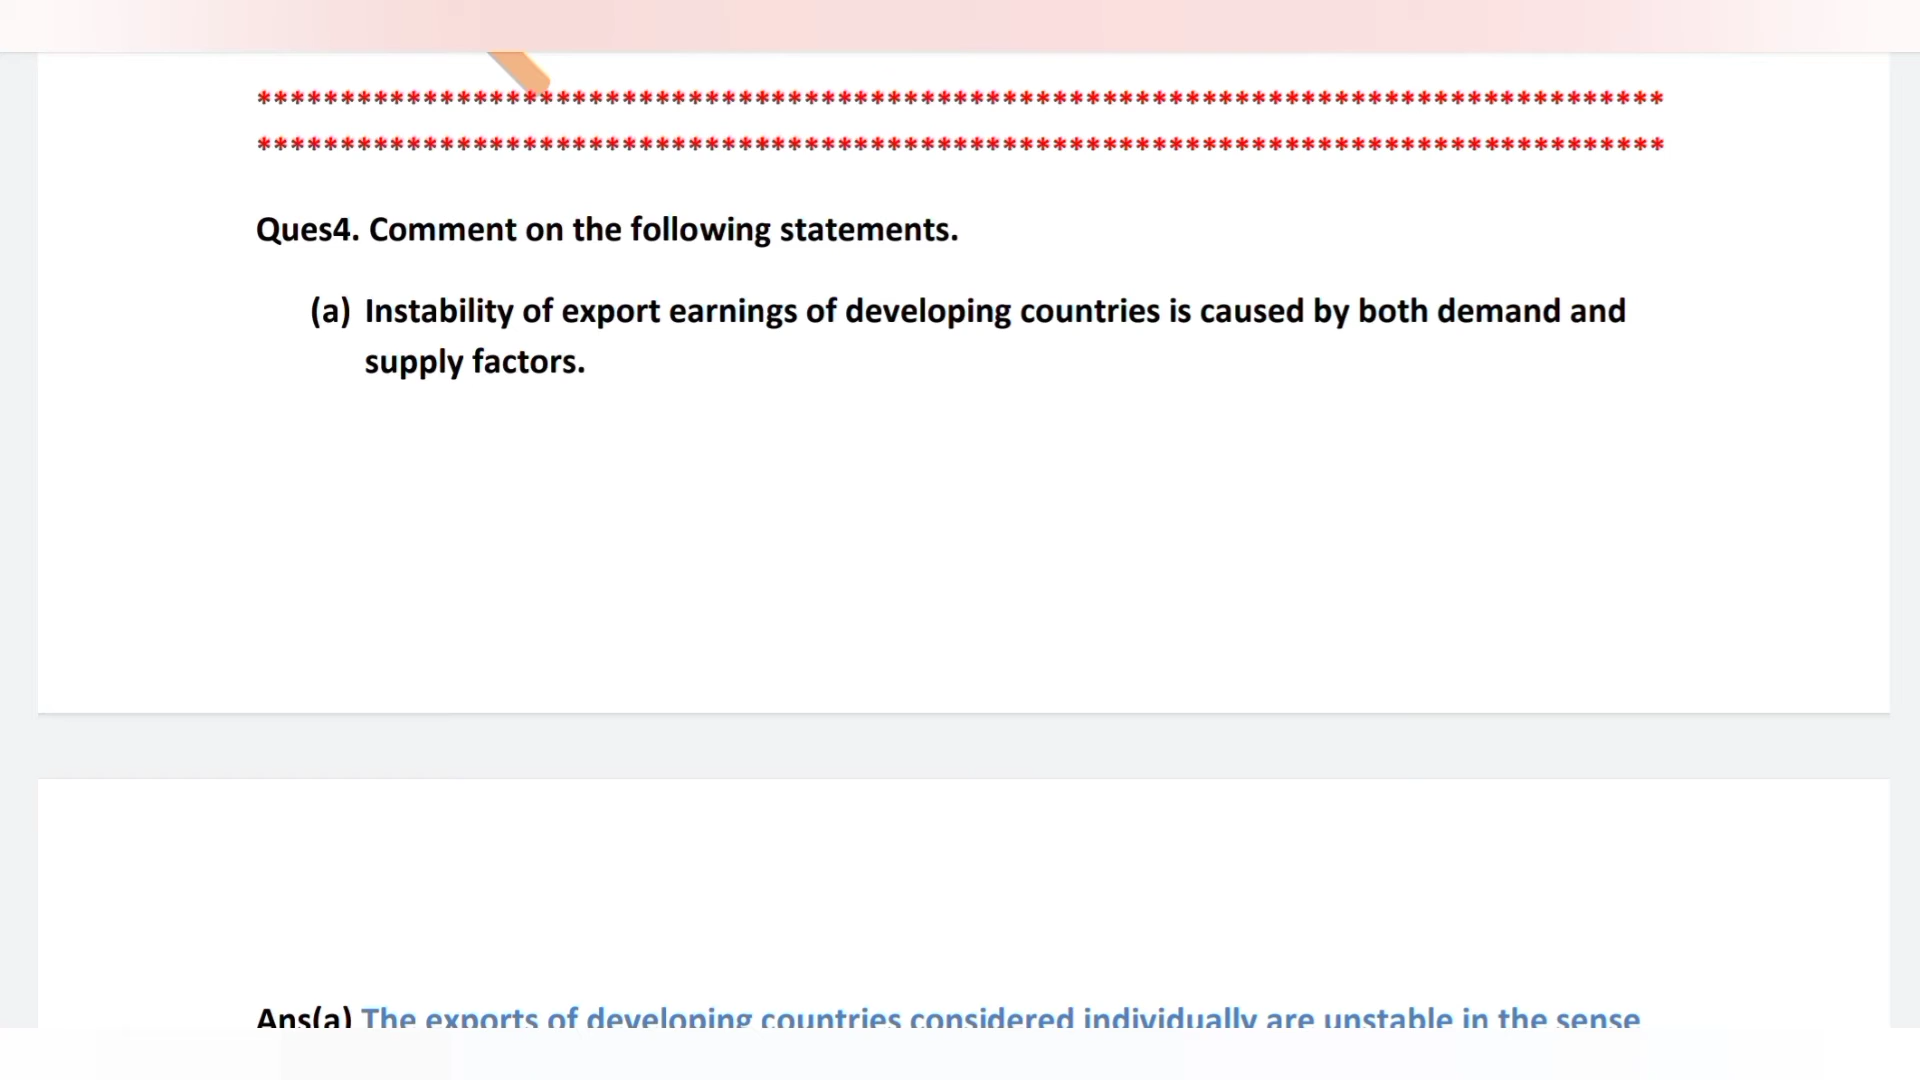 *************************************************************************************
*************************************************************************************
Ques4. Comment on the following statements.
(a) Instability of export earnings of developing countries is caused by both demand and
supply factors.
Ans(a) The exports of developing countries considered individually are unstable in the sense